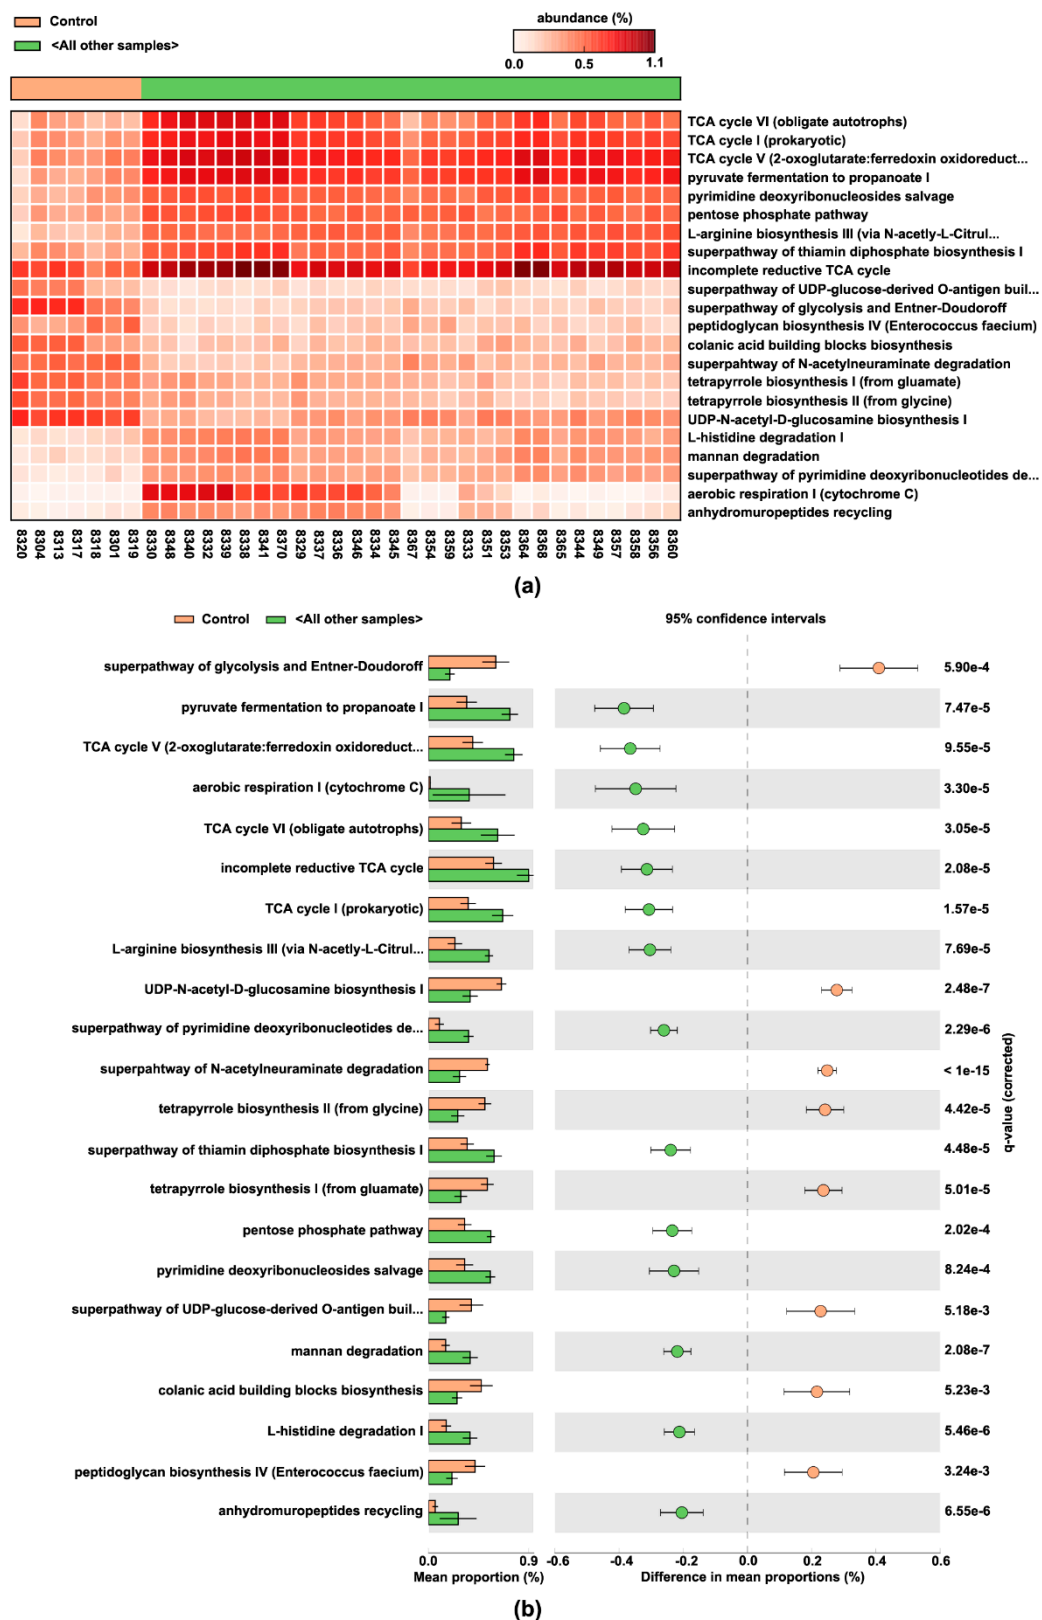 Control
<All other samples>
abundance (%)
0.0 0.5 1.1
TCA cycle VI (obligate autotrophs)
TCA cycle I (prokaryotic)
TCA cycle V (2-oxoglutarate:ferredoxin oxidoreduct...
pyruvate fermentation to propanoate I
pyrimidine deoxyribonucleosides salvage
pentose phosphate pathway
L-arginine biosynthesis III (via N-acetly-L-Citrul...
superpathway of thiamin diphosphate biosynthesis I
incomplete reductive TCA cycle
superpathway of UDP-glucose-derived O-antigen buil...
superpathway of glycolysis and Entner-Doudoroff
peptidoglycan biosynthesis IV (Enterococcus faecium)
colanic acid building blocks biosynthesis
superpahtway of N-acetylneuraminate degradation
tetrapyrrole biosynthesis I (from gluamate)
tetrapyrrole biosynthesis II (from glycine)
UDP-N-acetyl-D-glucosamine biosynthesis I
L-histidine degradation I
mannan degradation
superpathway of pyrimidine deoxyribonucleotides de...
aerobic respiration I (cytochrome C)
anhydromuropeptides recycling
8320 8304 8313 8317 8318 8301 8319 8330 8348 8340 8332 8339 8338 8341 8370 8329 8337 8336 8346 8334 8345 8367 8354 8359 8333 8351 8353 8364 8368 8365 8344 8349 8357 8358 8356 8360
(a)
Control <All other samples> 95% confidence intervals
superpathway of glycolysis and Entner-Doudoroff 5.90e-4
pyruvate fermentation to propanoate I 7.47e-5
TCA cycle V (2-oxoglutarate:ferredoxin oxidoreduct... 9.55e-5
aerobic respiration I (cytochrome C) 3.30e-5
TCA cycle VI (obligate autotrophs) 3.05e-5
incomplete reductive TCA cycle 2.08e-5
TCA cycle I (prokaryotic) 1.57e-5
L-arginine biosynthesis III (via N-acetly-L-Citrul... 7.69e-5
UDP-N-acetyl-D-glucosamine biosynthesis I 2.48e-7
superpathway of pyrimidine deoxyribonucleotides de... 2.29e-6
superpahtway of N-acetylneuraminate degradation < 1e-15
tetrapyrrole biosynthesis II (from glycine) 4.42e-5
superpathway of thiamin diphosphate biosynthesis I 4.48e-5
tetrapyrrole biosynthesis I (from gluamate) 5.01e-5
pentose phosphate pathway 2.02e-4
pyrimidine deoxyribonucleosides salvage 8.24e-4
superpathway of UDP-glucose-derived O-antigen buil... 5.18e-3
mannan degradation 2.08e-7
colanic acid building blocks biosynthesis 5.23e-3
L-histidine degradation I 5.46e-6
peptidoglycan biosynthesis IV (Enterococcus faecium) 3.24e-3
anhydromuropeptides recycling 6.55e-6
q-value (corrected)
0.0 0.9 -0.6 -0.4 -0.2 0.0 0.2 0.4 0.6
Mean proportion (%) Difference in mean proportions (%)
(b)